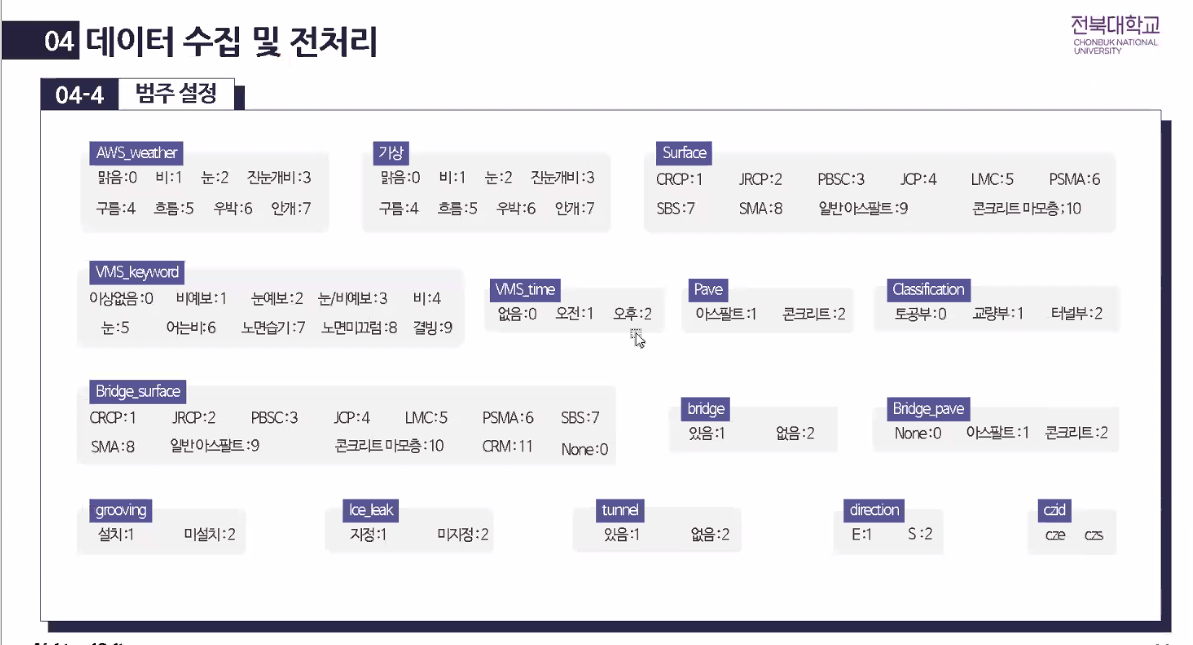 04 데이터 수집 및 전처리
전북대학교
CHONBUK NATIONAL
UNIVERSITY
04-4 범주 설정
AWS_weather
맑음:0 비:1 눈:2 진눈개비:3
구름:4 흐름:5 우박:6 안개:7
기상
맑음:0 비:1 눈:2 진눈개비:3
구름:4 흐름:5 우박:6 안개:7
Surface
CRCP:1 JRCP:2 PBSC:3 JCP:4 LMC:5 PSMA:6
SBS:7 SMA:8 일반아스팔트:9 콘크리트 마모층;10
VMS_keyword
이상없음:0 비예보:1 눈예보:2 눈/비예보:3 비:4
눈:5 어는비:6 노면습기:7 노면미끄럼:8 결빙:9
VMS_time
없음:0 오전:1 오후:2
Pave
아스팔트:1 콘크리트:2
Classification
토공부:0 교량부:1 터널부:2
Bridge_surface
CRCP:1 JRCP:2 PBSC:3 JCP:4 LMC:5 PSMA:6 SBS:7
SMA:8 일반아스팔트:9 콘크리트 마모층:10 CRM:11 None:0
bridge
있음:1 없음:2
Bridge_pave
None:0 아스팔트:1 콘크리트:2
grooving
설치:1 미설치:2
Ice_leak
지정:1 미지정:2
tunnel
있음:1 없음:2
direction
E:1 S:2
czid
cze czs